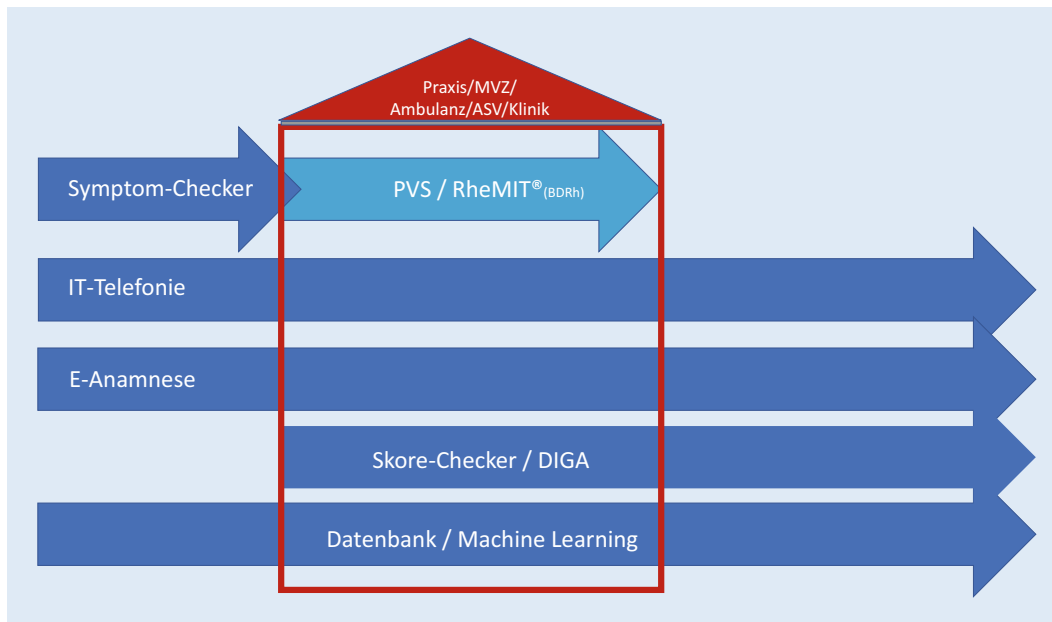 Praxis/MVZ/
Ambulanz/ASV/Klinik
Symptom-Checker
PVS / RheMIT®(BDRh)
IT-Telefonie
E-Anamnese
Skore-Checker / DIGA
Datenbank / Machine Learning